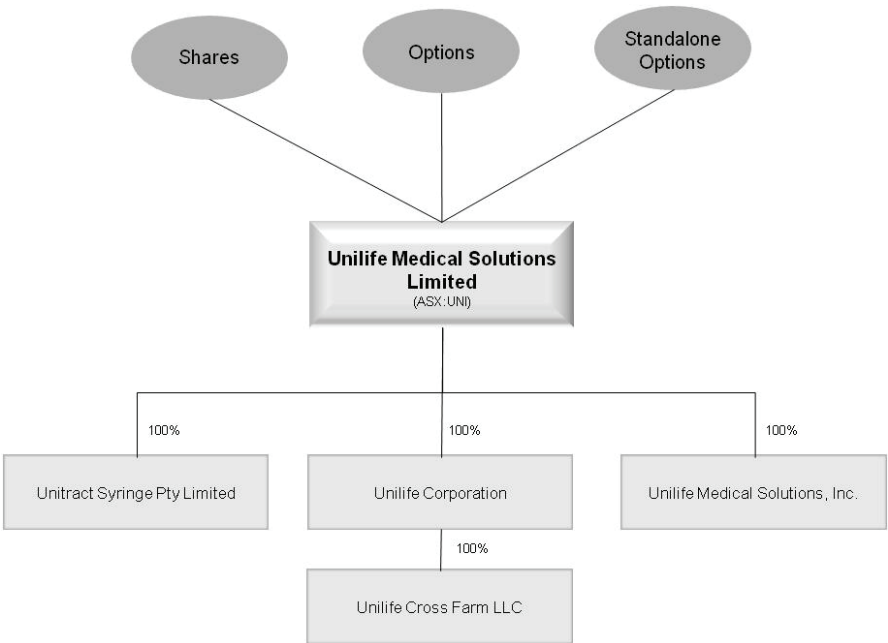 Shares
Options
Standalone
Options
Unilife Medical Solutions
Limited
(ASX:UNI)
100%
100%
100%
Unitract Syringe Pty Limited
Unilife Corporation
Unilife Medical Solutions, Inc.
100%
Unilife Cross Farm LLC